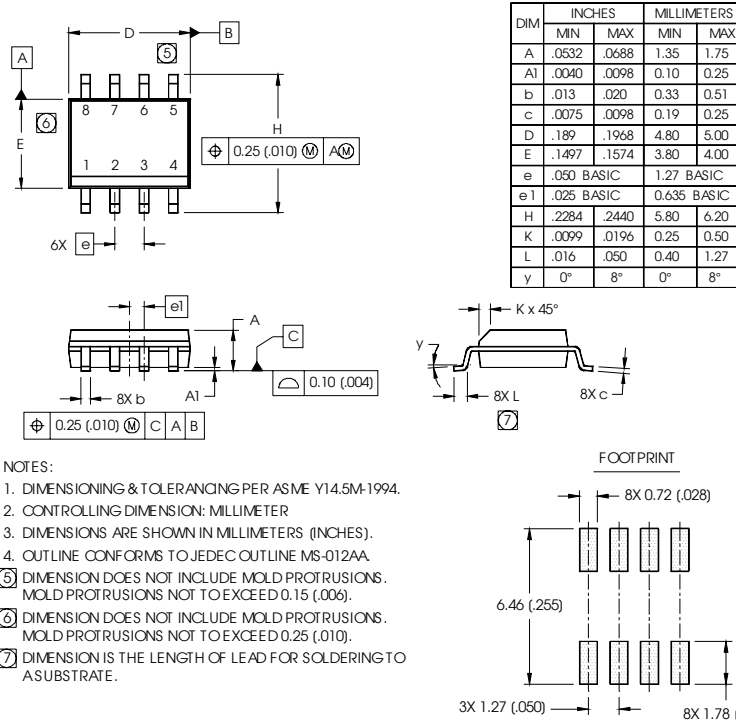 D
B
5
A
6
E
8 7 6 5
1 2 3 4
H
⌖ 0.25 (.010) Ⓜ AⓂ
6X e
DIM INCHES MILLIMETERS
MIN MAX MIN MAX
A .0532 .0688 1.35 1.75
A1 .0040 .0098 0.10 0.25
b .013 .020 0.33 0.51
c .0075 .0098 0.19 0.25
D .189 .1968 4.80 5.00
E .1497 .1574 3.80 4.00
e .050 BASIC 1.27 BASIC
e1 .025 BASIC 0.635 BASIC
H .2284 .2440 5.80 6.20
K .0099 .0196 0.25 0.50
L .016 .050 0.40 1.27
y 0° 8° 0° 8°
e1
A
C
8X b
A1
⌓ 0.10 (.004)
⌖ 0.25 (.010) Ⓜ C A B
K x 45°
y
8X L
7
8X c
NOTES:
1. DIMENSIONING & TOLERANCING PER ASME Y14.5M-1994.
2. CONTROLLING DIMENSION: MILLIMETER
3. DIMENSIONS ARE SHOWN IN MILLIMETERS (INCHES).
4. OUTLINE CONFORMS TO JEDEC OUTLINE MS-012AA.
5 DIMENSION DOES NOT INCLUDE MOLD PROTRUSIONS.
MOLD PROTRUSIONS NOT TO EXCEED 0.15 (.006).
6 DIMENSION DOES NOT INCLUDE MOLD PROTRUSIONS.
MOLD PROTRUSIONS NOT TO EXCEED 0.25 (.010).
7 DIMENSION IS THE LENGTH OF LEAD FOR SOLDERING TO
A SUBSTRATE.
FOOTPRINT
8X 0.72 (.028)
6.46 (.255)
3X 1.27 (.050)
8X 1.78 (